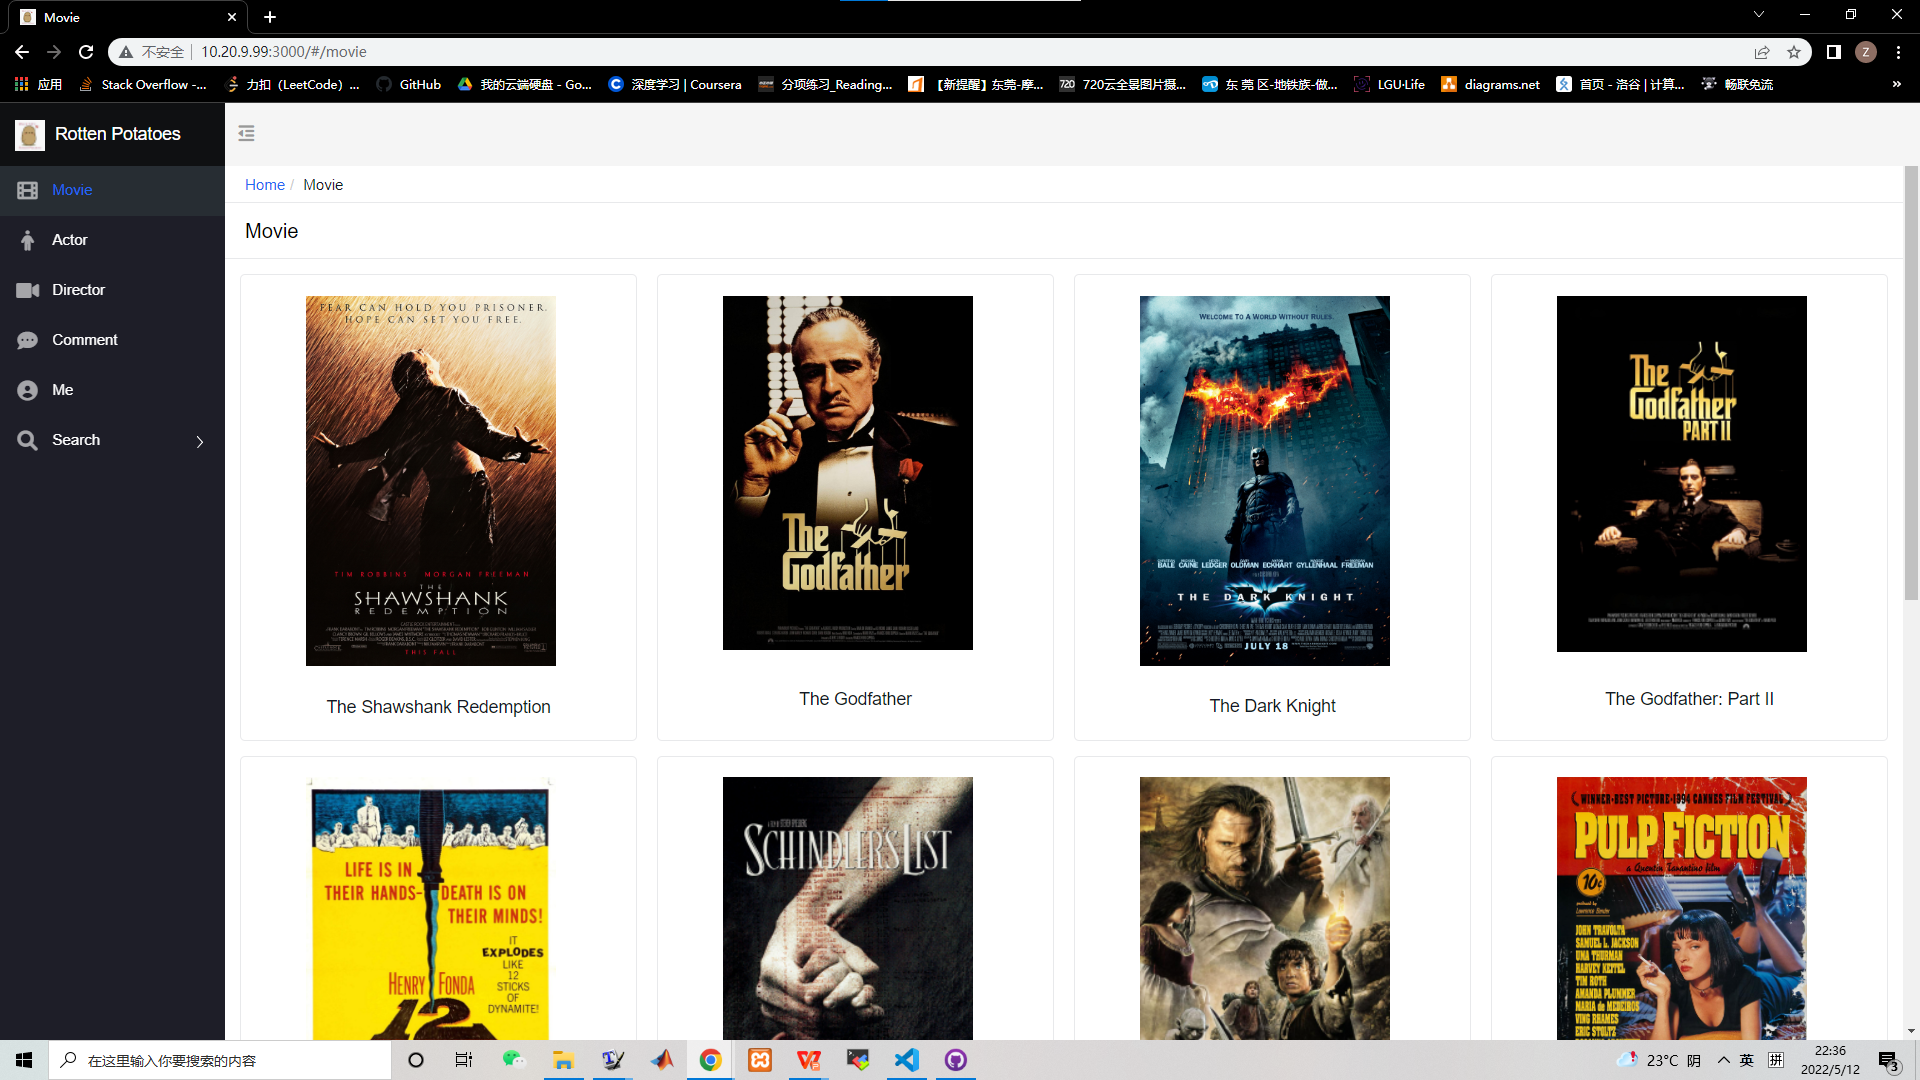 Movie
不安全
10.20.9.99:3000/#/movie
Z
应用
Stack Overflow -...
力扣（LeetCode）...
GitHub
我的云端硬盘 - Go...
深度学习 | Coursera
分项练习_Reading...
【新提醒】东莞-摩...
720
720云全景图片摄...
东 莞 区-地铁族-做...
LGU·Life
diagrams.net
首页 - 洛谷 | 计算...
畅联免流
»
Rotten Potatoes
Movie
Actor
Director
Comment
Me
Search
Home / Movie
Movie
FEAR CAN HOLD YOU PRISONER.
HOPE CAN SET YOU FREE.
TIM ROBBINS MORGAN FREEMAN
THE
SHAWSHANK
REDEMPTION
THIS FALL
The Shawshank Redemption
The
Godfather
The Godfather
WELCOME TO A WORLD WITHOUT RULES.
BALE CAINE LEDGER OLDMAN ECKHART GYLLENHAAL FREEMAN
THE DARK KNIGHT
JULY 18
The Dark Knight
The
Godfather
PART II
The Godfather: Part II
LIFE IS IN
THEIR HANDS- DEATH IS ON
THEIR MINDS!
IT
EXPLODES
LIKE
12
STICKS
OF
DYNAMITE!
HENRY FONDA
12
SCHINDLER'S LIST
WINNER-BEST PICTURE-1994 CANNES FILM FESTIVAL
PULP FICTION
a Quentin Tarantino film
10¢
JOHN TRAVOLTA
SAMUEL L. JACKSON
UMA THURMAN
HARVEY KEITEL
TIM ROTH
AMANDA PLUMMER
MARIA de MEDEIROS
VING RHAMES
ERIC STOLTZ
在这里输入你要搜索的内容
23°C 阴
英
拼
22:36
2022/5/12
3